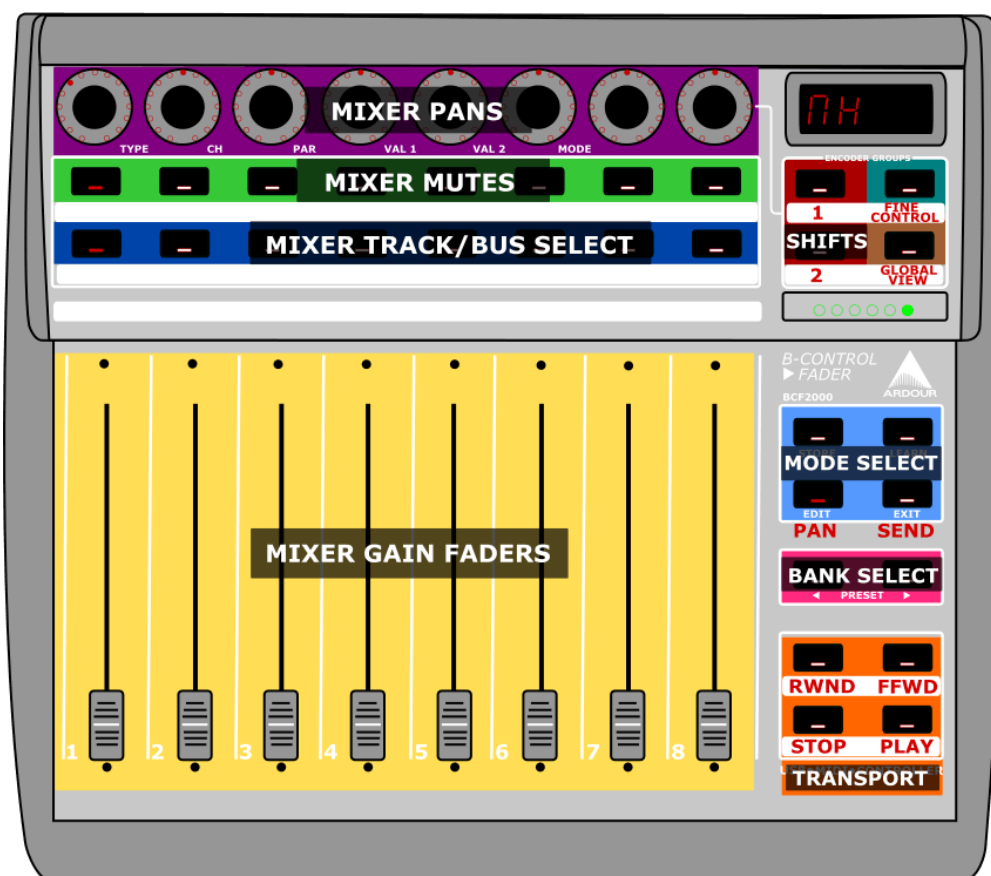 MIXER PANS
TYPE CH PAR VAL 1 VAL 2 MODE
ENCODER GROUPS
MIXER MUTES
1 FINE CONTROL
MIXER TRACK/BUS SELECT
SHIFTS
2 GLOBAL VIEW
B-CONTROL
FADER
ARDOUR
BCF2000
STORE LEARN
MODE SELECT
EDIT EXIT
PAN SEND
MIXER GAIN FADERS
BANK SELECT
PRESET
RWND FFWD
1 2 3 4 5 6 7 8
STOP PLAY
TRANSPORT